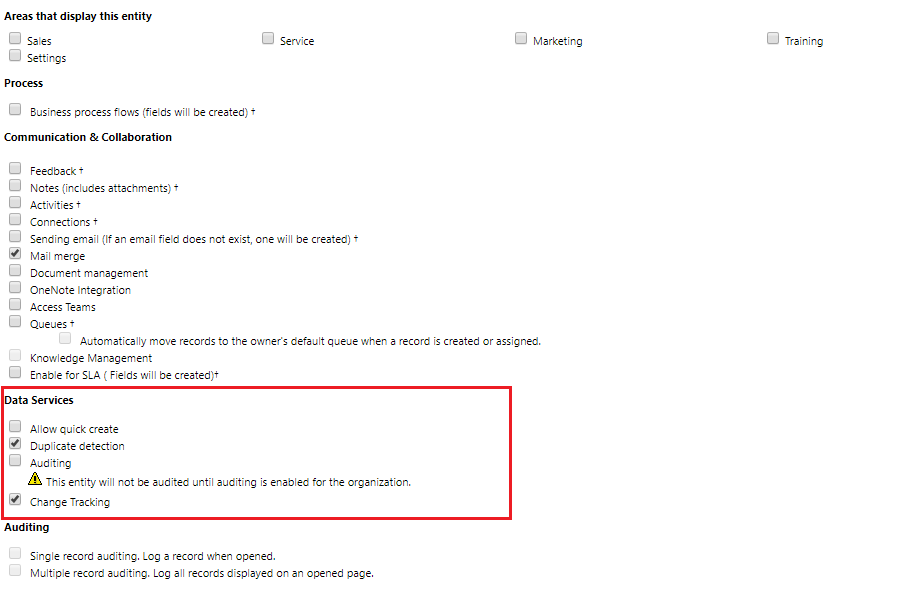 Areas that display this entity
Sales Service Marketing Training
Settings
Process
Business process flows (fields will be created) †
Communication & Collaboration
Feedback †
Notes (includes attachments) †
Activities †
Connections †
Sending email (If an email field does not exist, one will be created) †
Mail merge
Document management
OneNote Integration
Access Teams
Queues †
Automatically move records to the owner's default queue when a record is created or assigned.
Knowledge Management
Enable for SLA ( Fields will be created)†
Data Services
Allow quick create
Duplicate detection
Auditing
This entity will not be audited until auditing is enabled for the organization.
Change Tracking
Auditing
Single record auditing. Log a record when opened.
Multiple record auditing. Log all records displayed on an opened page.